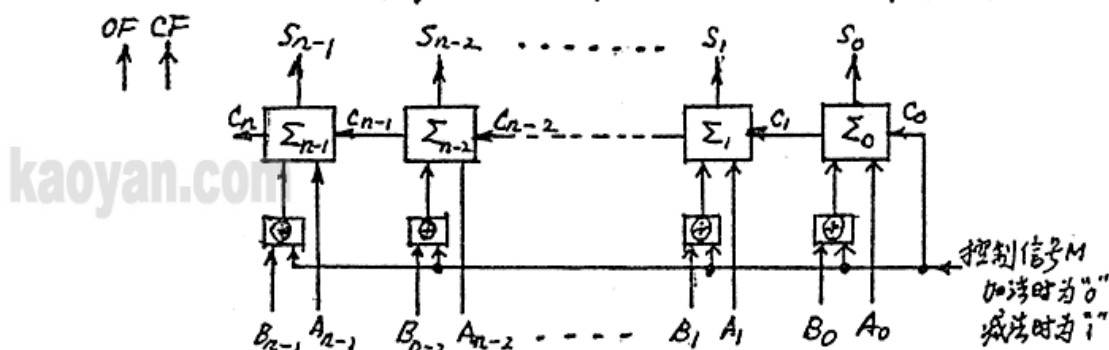 OF CF
Sn-1 Sn-2 ...... S1 S0
Cn Σn-1 Cn-1 Σn-2 Cn-2 Σ1 C1 Σ0 C0
kaoyan.com
⊕ ⊕ ⊕ ⊕
控制信号M
加法时为"0"
减法时为"1"
Bn-1 An-1 Bn-2 An-2 ..... B1 A1 B0 A0